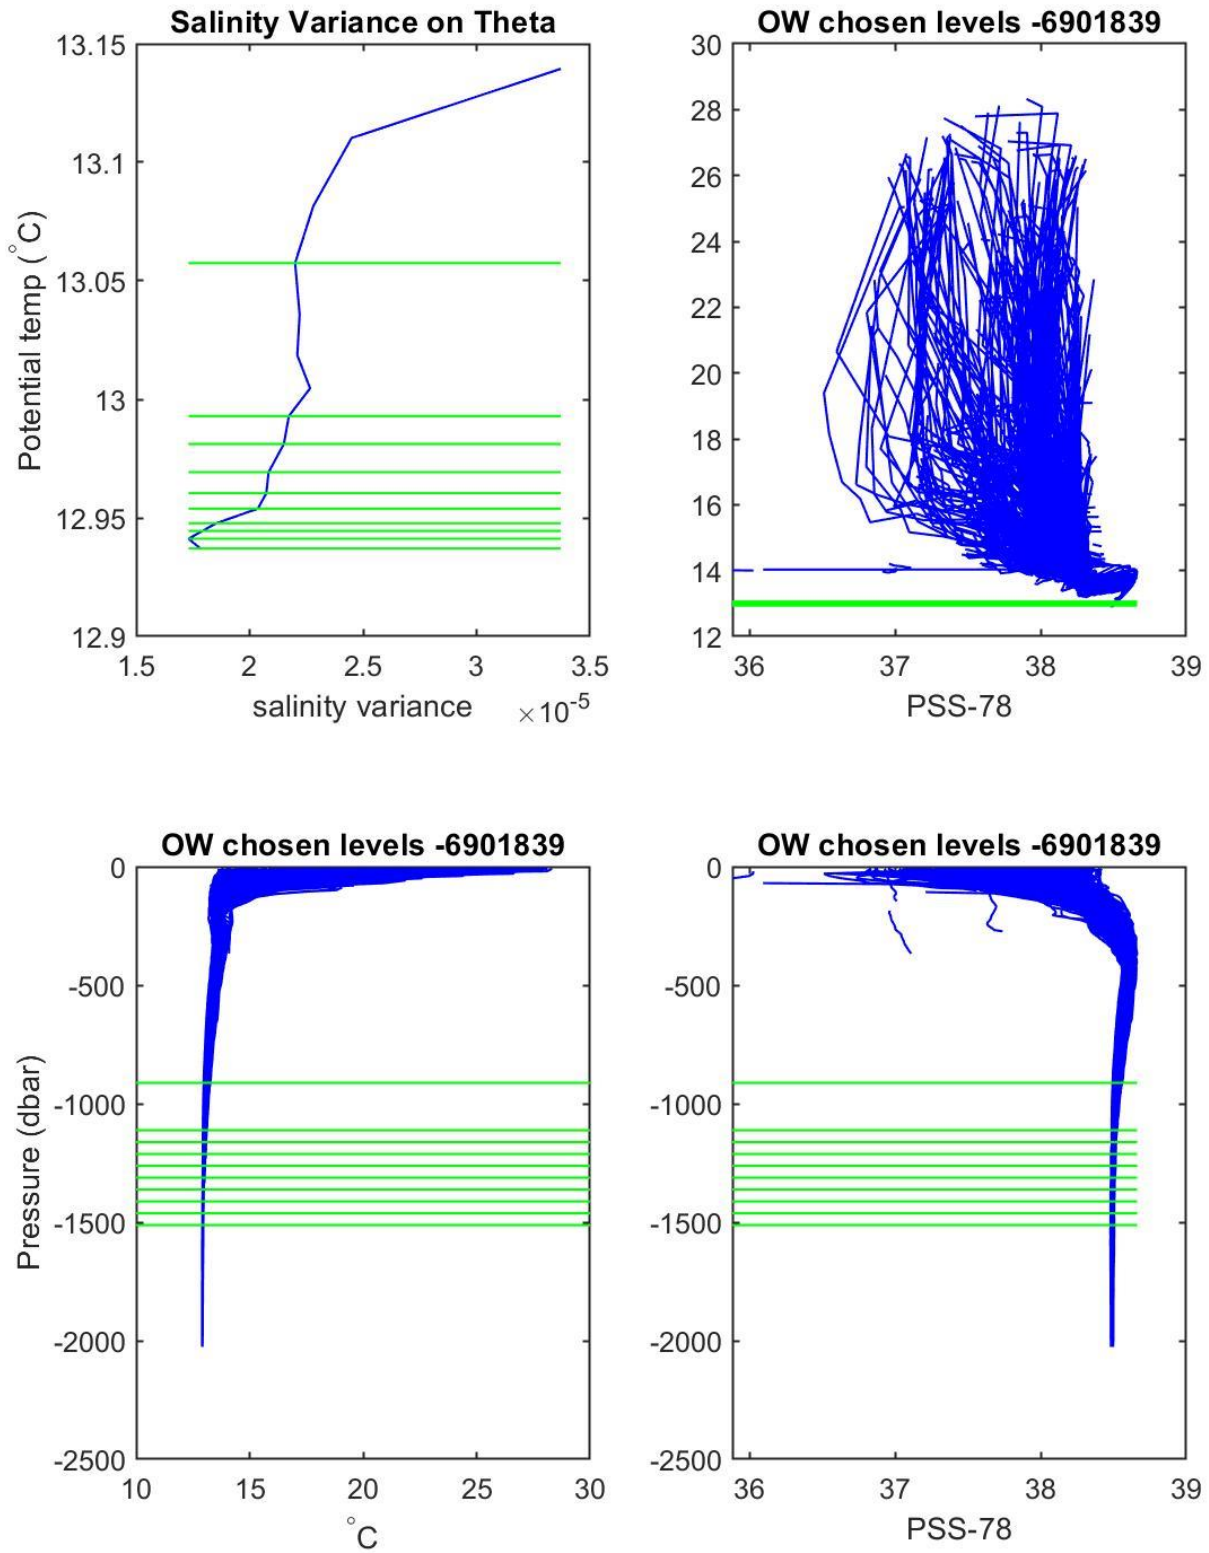 Salinity Variance on Theta
13.15
13.1
13.05
13
12.95
12.9
Potential temp (°C)
1.5 2 2.5 3 3.5
salinity variance ×10-5
OW chosen levels -6901839
30
28
26
24
22
20
18
16
14
12
36 37 38 39
PSS-78
OW chosen levels -6901839
0
-500
-1000
-1500
-2000
-2500
Pressure (dbar)
10 15 20 25 30
°C
OW chosen levels -6901839
0
-500
-1000
-1500
-2000
-2500
36 37 38 39
PSS-78